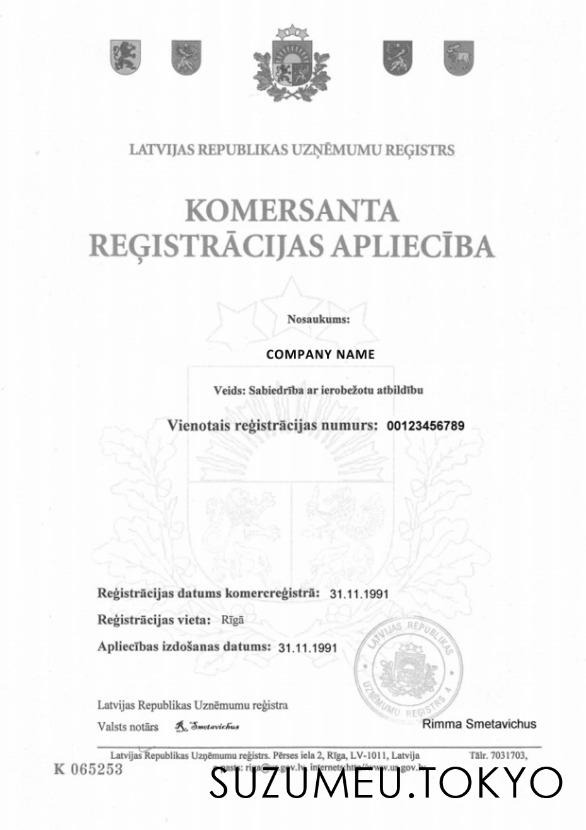 LATVIJAS REPUBLIKAS UZŅĒMUMU REĢISTRS
KOMERSANTA
REĢISTRĀCIJAS APLIECĪBA
Nosaukums:
COMPANY NAME
Veids: Sabiedrība ar ierobežotu atbildību
Vienotais reģistrācijas numurs: 00123456789
Reģistrācijas datums komercreģistrā: 31.11.1991
Reģistrācijas vieta: Rīgā
Apliecības izdošanas datums: 31.11.1991
LATVIJAS REPUBLIKAS
UZŅĒMUMU REĢISTRS 4
Latvijas Republikas Uzņēmumu reģistra
Valsts notārs R. Smetavichus
Rimma Smetavichus
Latvijas Republikas Uzņēmumu reģistrs. Pērses iela 2, Rīga, LV-1011, Latvija Tālr. 7031703,
K 065253
SUZUMEU.TOKYO